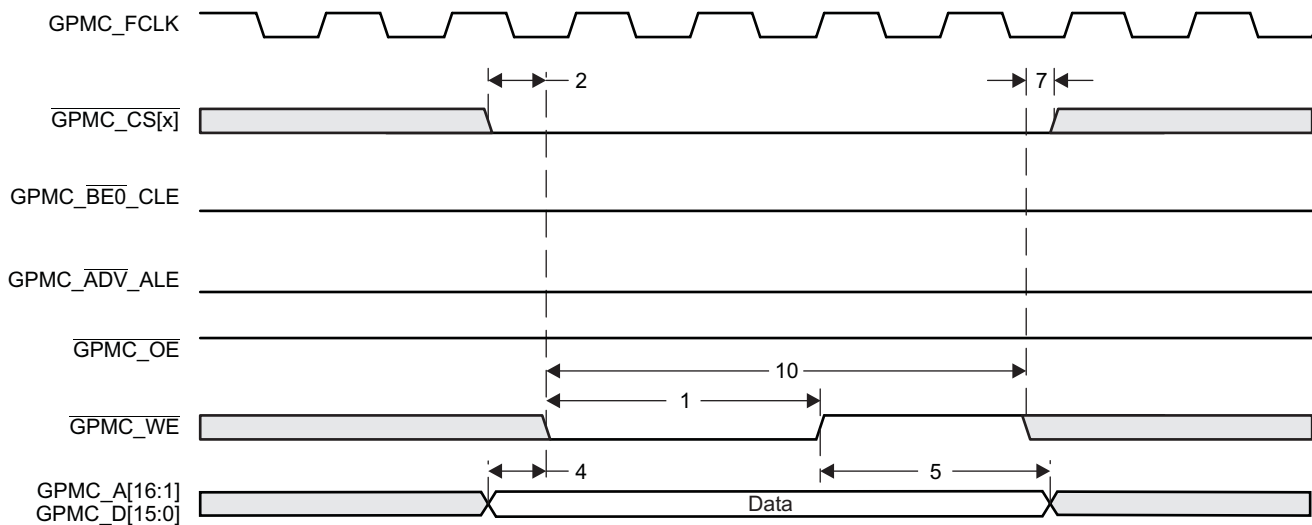 GPMC_FCLK
2
7
GPMC_CS[x]
GPMC_BE0_CLE
GPMC_ADV_ALE
GPMC_OE
10
1
GPMC_WE
4
5
GPMC_A[16:1]
GPMC_D[15:0]
Data